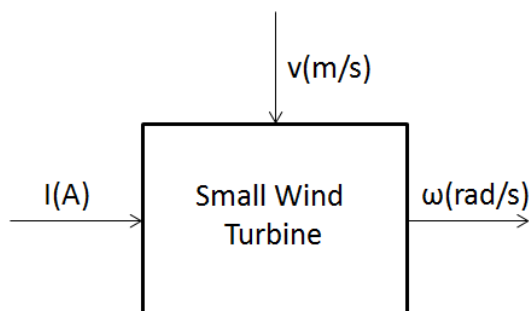 v(m/s)
I(A)
Small Wind
Turbine
ω(rad/s)